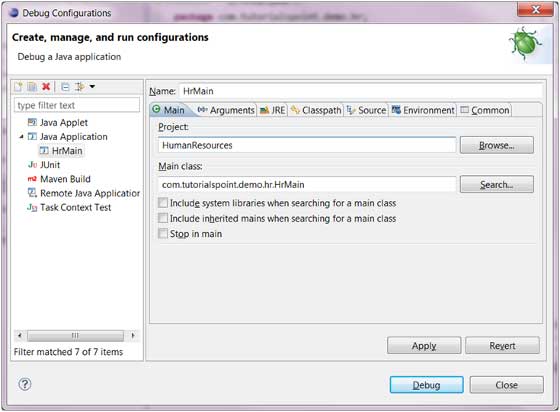 package com.tutorialspoint.demo.hr;
Debug Configurations
Create, manage, and run configurations
Debug a Java application
type filter text
Java Applet
Java Application
HrMain
JUnit
Maven Build
Remote Java Application
Task Context Test
Filter matched 7 of 7 items
Name: HrMain
Main Arguments JRE Classpath Source Environment Common
Project:
HumanResources Browse...
Main class:
com.tutorialspoint.demo.hr.HrMain Search...
Include system libraries when searching for a main class
Include inherited mains when searching for a main class
Stop in main
Apply Revert
Debug Close